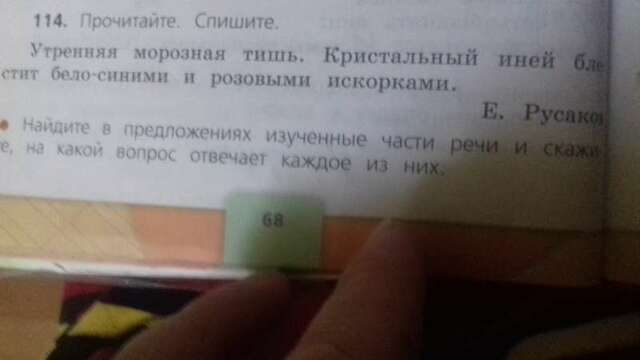 114. Прочитайте. Спишите.
Утренняя морозная тишь. Кристальный иней бле
стит бело-синими и розовыми искорками.
Е. Русаков
• Найдите в предложениях изученные части речи и скажи
те, на какой вопрос отвечает каждое из них.
68